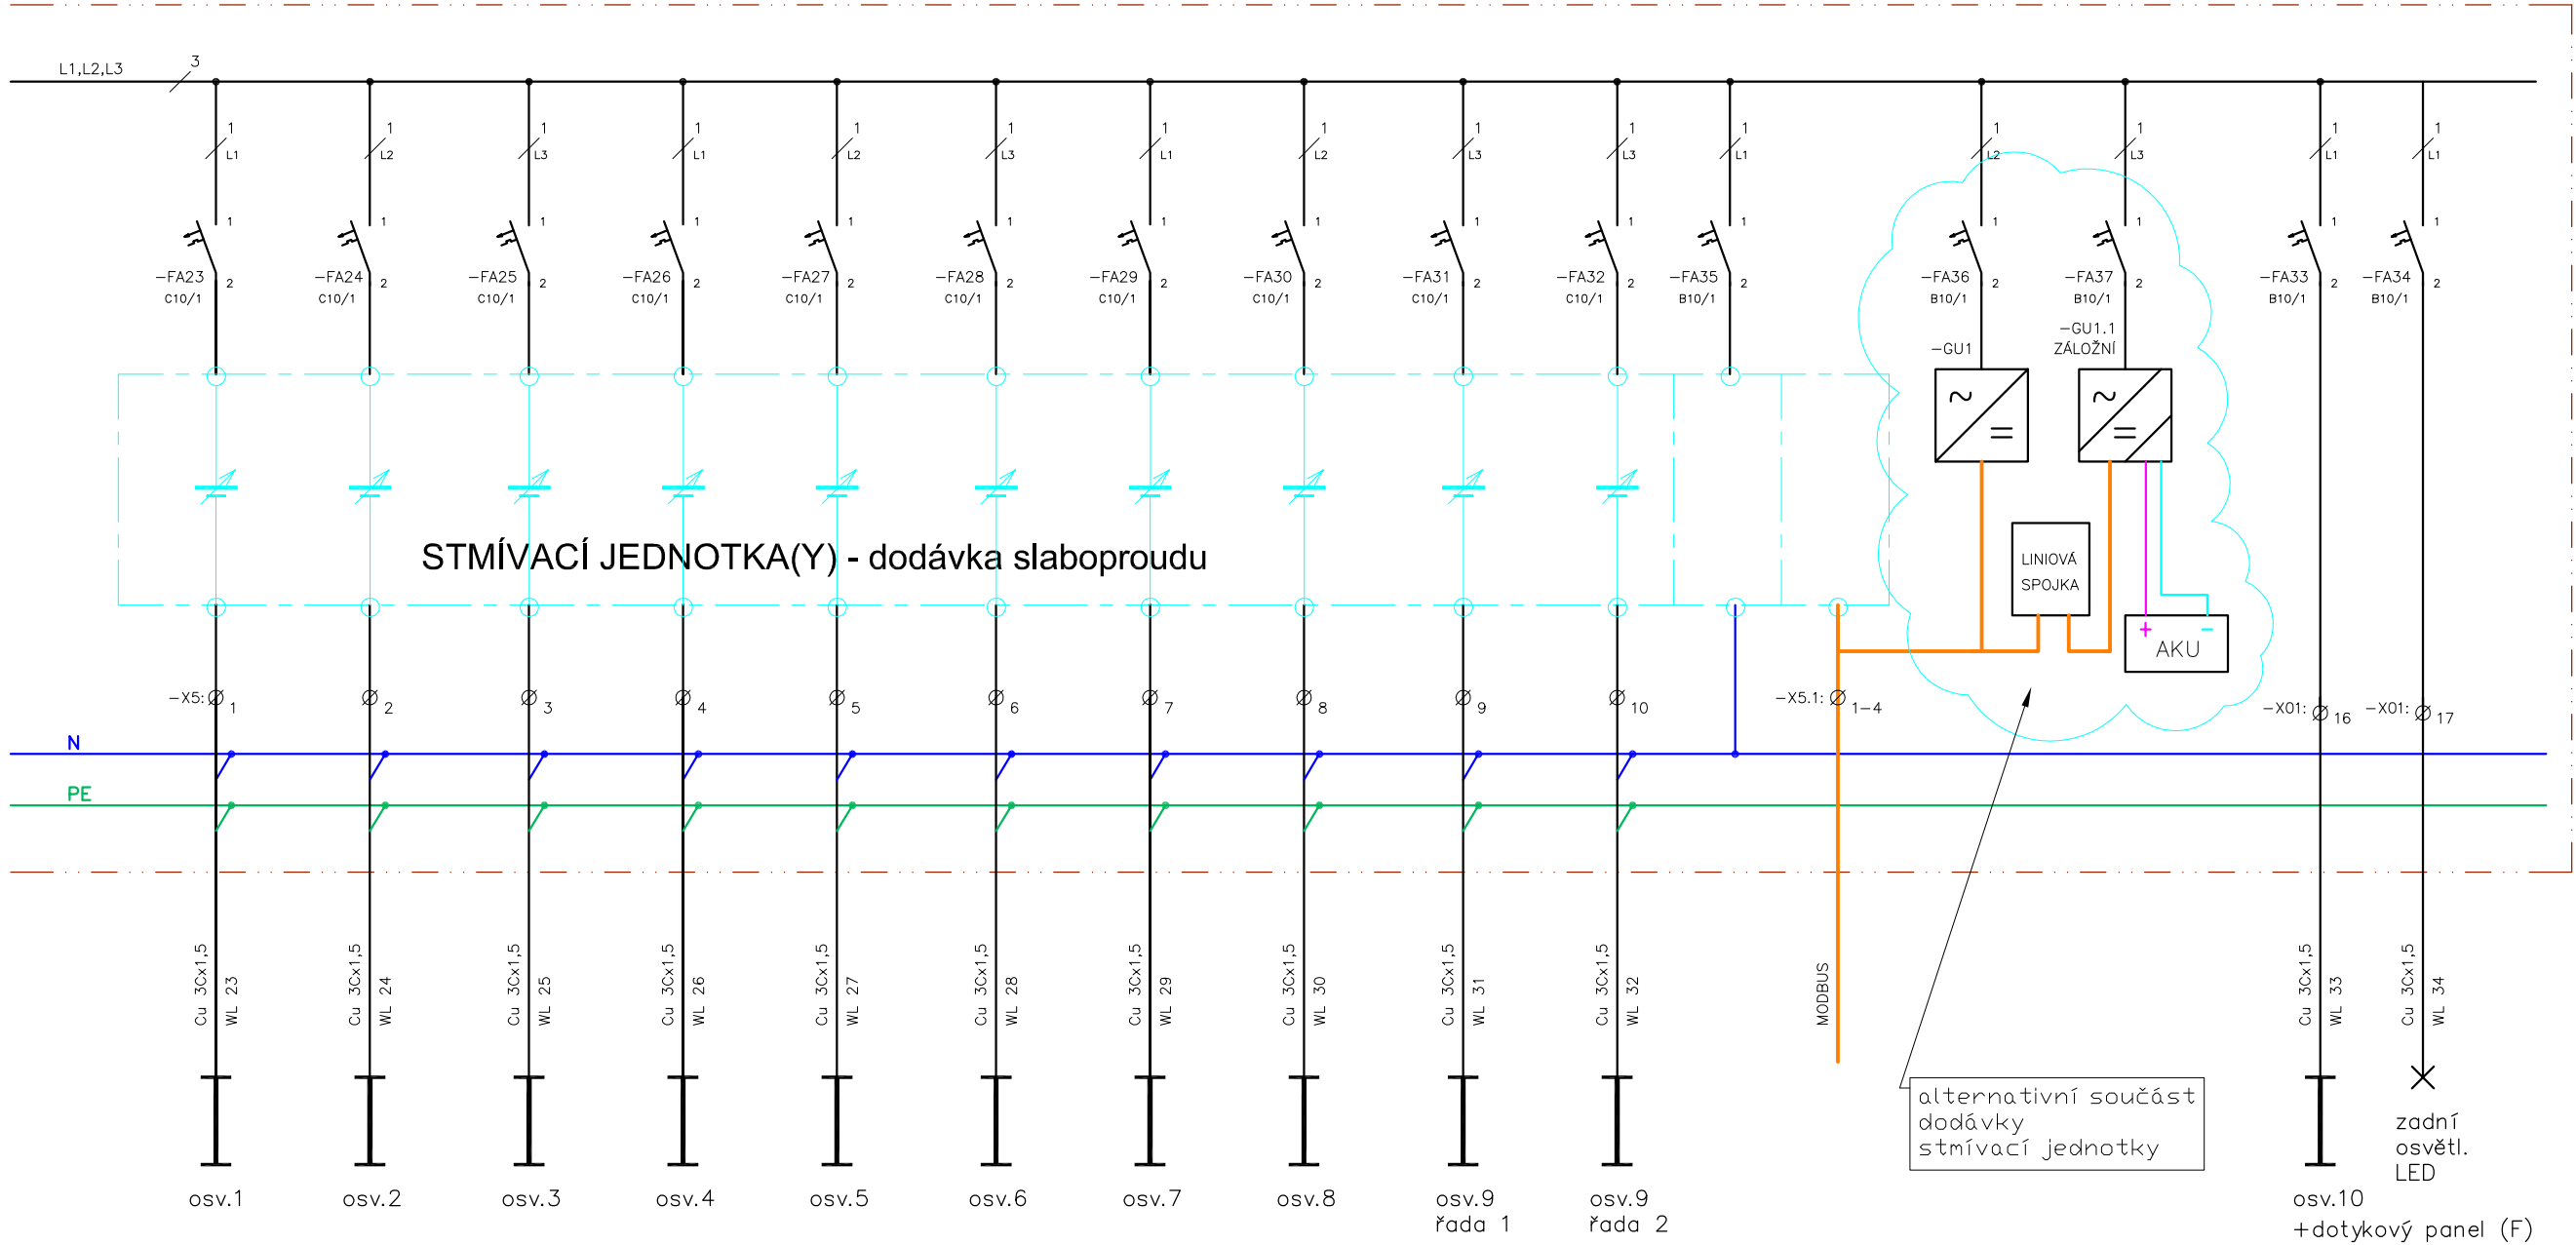 L1,L2,L3 3
1 1 1 1 1 1 1 1 1 1 1 1 1 1 1
L1 L2 L3 L1 L2 L3 L1 L2 L3 L3 L1 L2 L3 L1 L1
1 1 1 1 1 1 1 1 1 1 1 1 1 1 1
-FA23 2 -FA24 2 -FA25 2 -FA26 2 -FA27 2 -FA28 2 -FA29 2 -FA30 2 -FA31 2 -FA32 2 -FA35 2 -FA36 2 -FA37 2 -FA33 2 -FA34 2
C10/1 C10/1 C10/1 C10/1 C10/1 C10/1 C10/1 C10/1 C10/1 C10/1 B10/1 B10/1 B10/1 B10/1 B10/1
-GU1
-GU1.1
ZÁLOŽNÍ
STMÍVACÍ JEDNOTKA(Y) - dodávka slaboproudu
LINIOVÁ
SPOJKA
+ -
AKU
-X5: 1 2 3 4 5 6 7 8 9 10 -X5.1: 1-4 -X01: 16 -X01: 17
N
PE
Cu 3Cx1,5
WL 23
Cu 3Cx1,5
WL 24
Cu 3Cx1,5
WL 25
Cu 3Cx1,5
WL 26
Cu 3Cx1,5
WL 27
Cu 3Cx1,5
WL 28
Cu 3Cx1,5
WL 29
Cu 3Cx1,5
WL 30
Cu 3Cx1,5
WL 31
Cu 3Cx1,5
WL 32
MODBUS
Cu 3Cx1,5
WL 33
Cu 3Cx1,5
WL 34
alternativní součást
dodávky
stmívací jednotky
osv.1
osv.2
osv.3
osv.4
osv.5
osv.6
osv.7
osv.8
osv.9
řada 1
osv.9
řada 2
osv.10
+dotykový panel (F)
zadní
osvětl.
LED